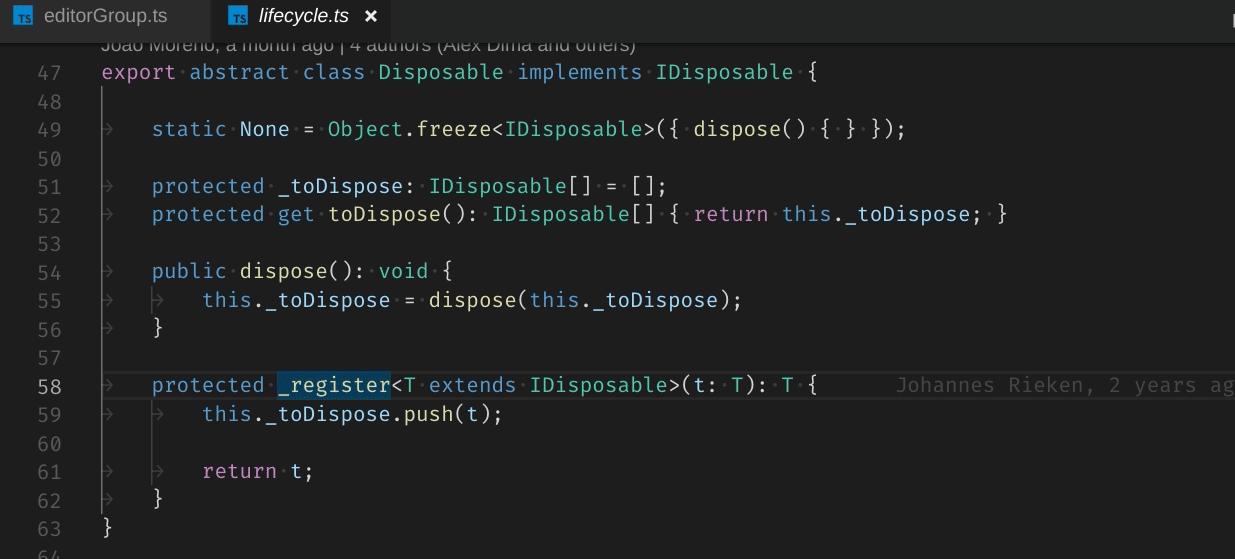 TS editorGroup.ts TS lifecycle.ts ×
João Moreno, a month ago | 4 authors (Alex Dima and others)
47 export abstract class Disposable implements IDisposable {
48
49 static None = Object.freeze<IDisposable>({ dispose() { } });
50
51 protected _toDispose: IDisposable[] = [];
52 protected get toDispose(): IDisposable[] { return this._toDispose; }
53
54 public dispose(): void {
55 this._toDispose = dispose(this._toDispose);
56 }
57
58 protected _register<T extends IDisposable>(t: T): T { Johannes Rieken, 2 years ag
59 this._toDispose.push(t);
60
61 return t;
62 }
63 }
64